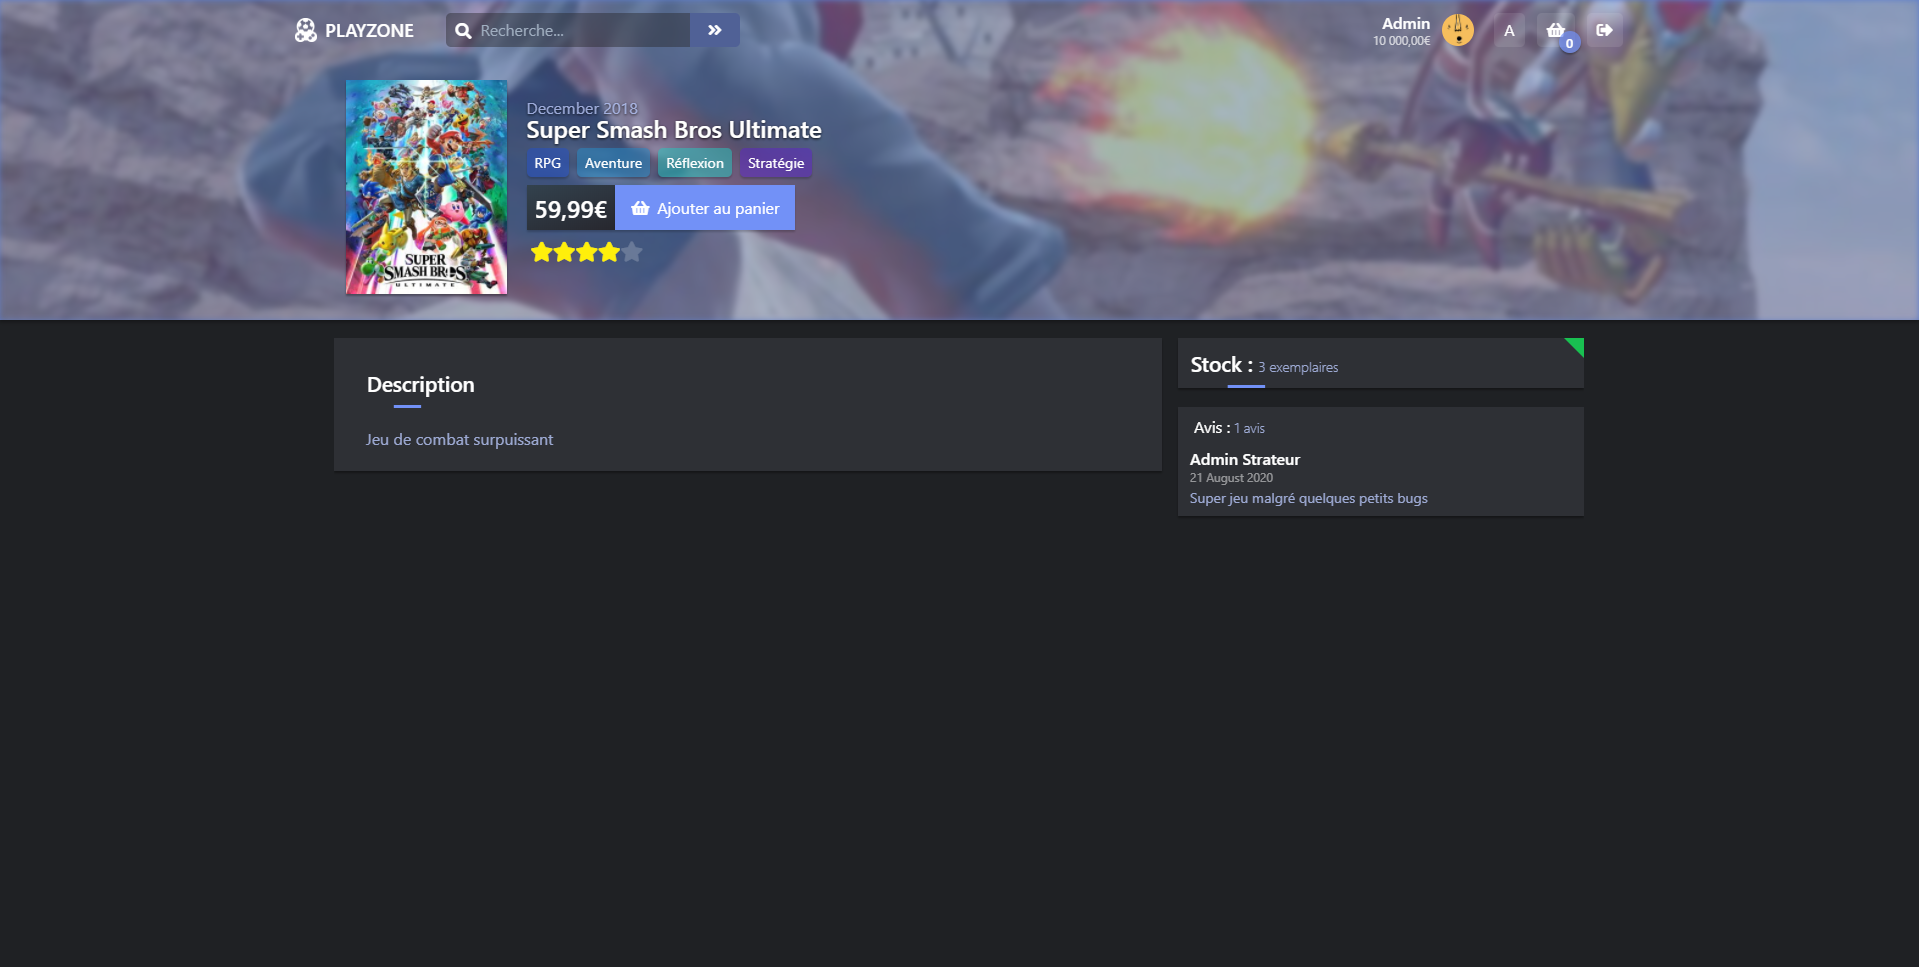 PLAYZONE
Recherche...
Admin
10 000,00€
A
0
December 2018
Super Smash Bros Ultimate
RPG
Aventure
Réflexion
Stratégie
59,99€
Ajouter au panier
SUPER
SMASH BROS.
ULTIMATE
Description
Jeu de combat surpuissant
Stock : 3 exemplaires
Avis : 1 avis
Admin Strateur
21 August 2020
Super jeu malgré quelques petits bugs